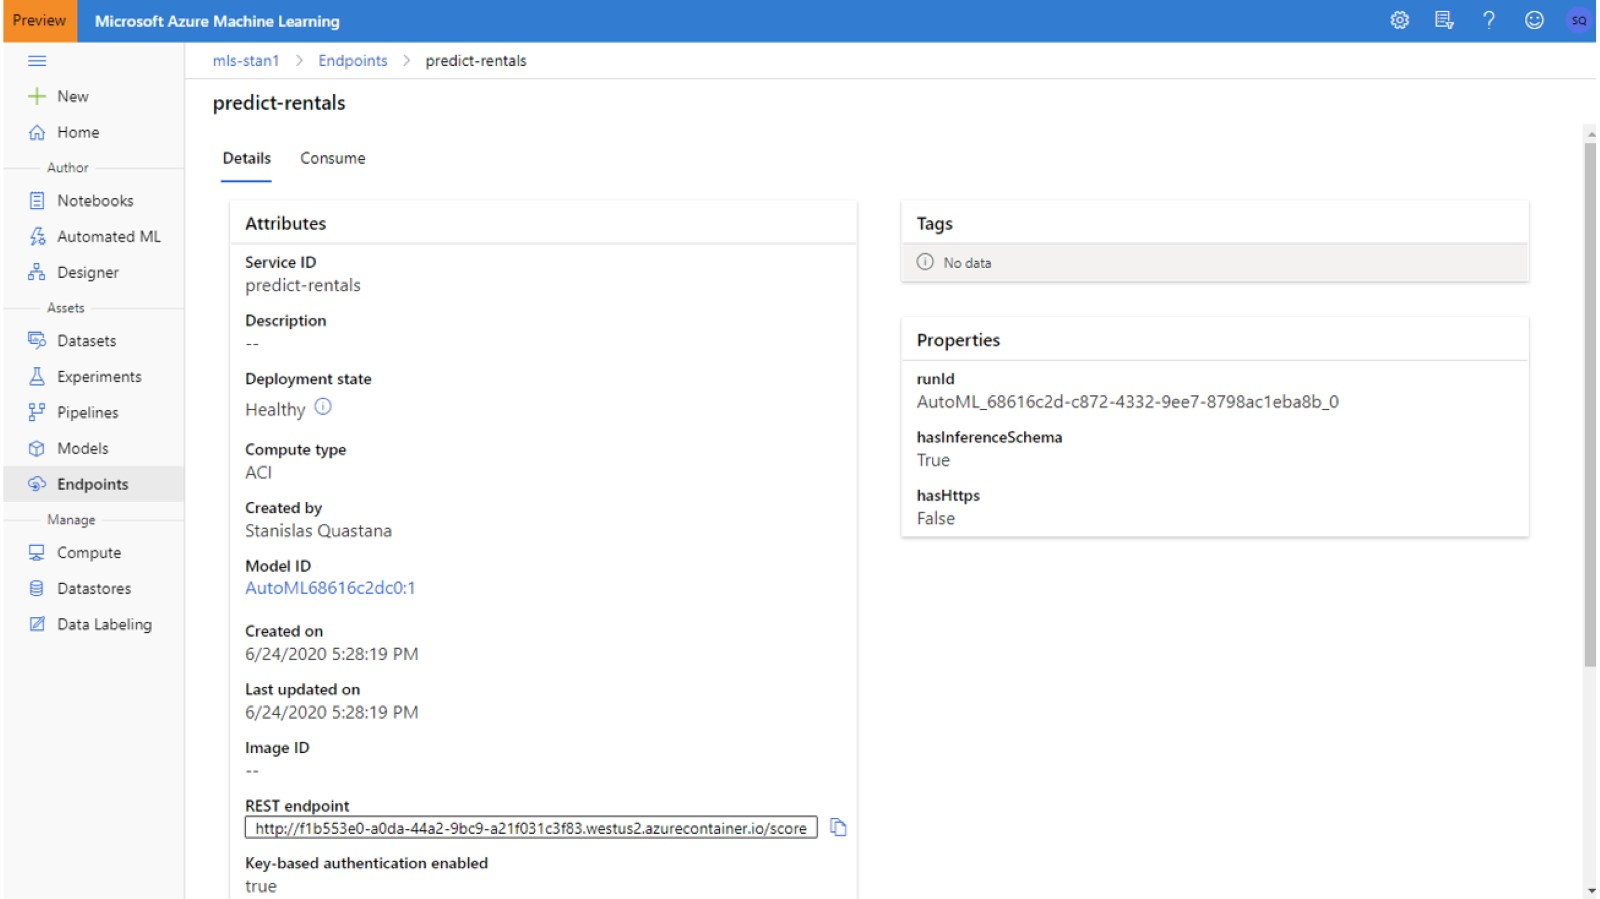 Preview
Microsoft Azure Machine Learning
SQ
mls-stan1 > Endpoints > predict-rentals
New
Home
Author
Notebooks
Automated ML
Designer
Assets
Datasets
Experiments
Pipelines
Models
Endpoints
Manage
Compute
Datastores
Data Labeling
predict-rentals
Details Consume
Attributes
Service ID
predict-rentals
Description
--
Deployment state
Healthy
Compute type
ACI
Created by
Stanislas Quastana
Model ID
AutoML68616c2dc0:1
Created on
6/24/2020 5:28:19 PM
Last updated on
6/24/2020 5:28:19 PM
Image ID
--
REST endpoint
http://f1b553e0-a0da-44a2-9bc9-a21f031c3f83.westus2.azurecontainer.io/score
Key-based authentication enabled
true
Tags
No data
Properties
runId
AutoML_68616c2d-c872-4332-9ee7-8798ac1eba8b_0
hasInferenceSchema
True
hasHttps
False